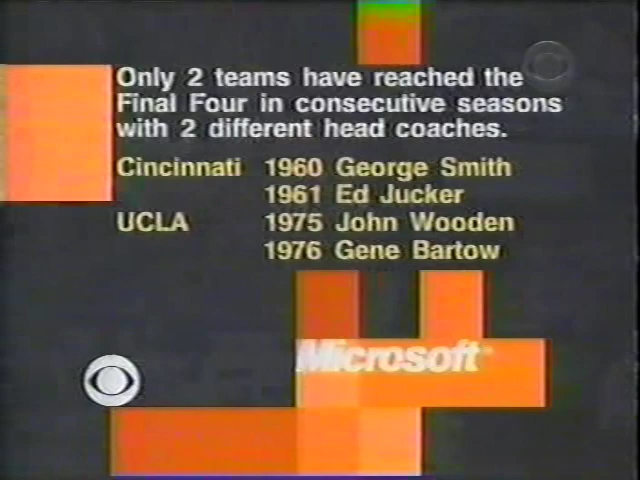 Only 2 teams have reached the
Final Four in consecutive seasons
with 2 different head coaches.
Cincinnati 1960 George Smith
1961 Ed Jucker
UCLA 1975 John Wooden
1976 Gene Bartow
Microsoft